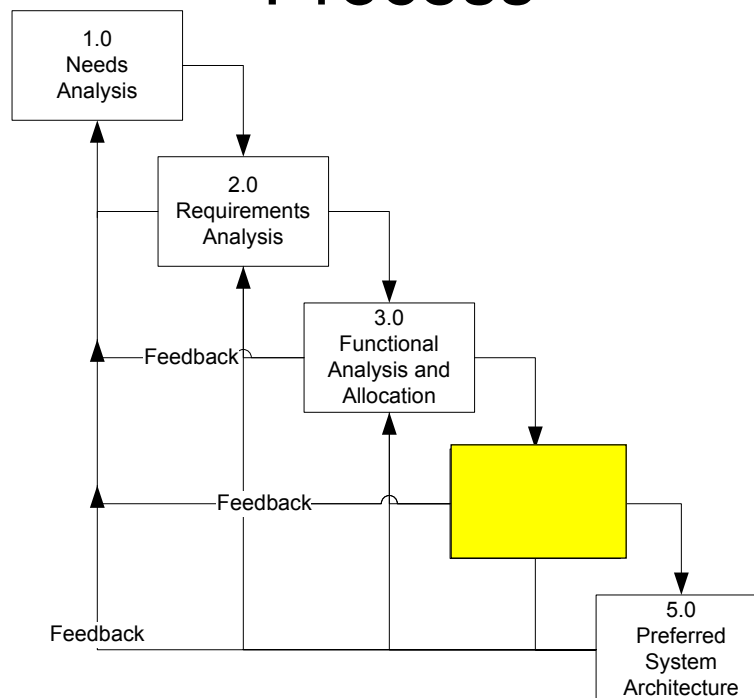 Process
1.0
Needs
Analysis
2.0
Requirements
Analysis
3.0
Functional
Analysis and
Allocation
Feedback
Feedback
5.0
Preferred
System
Architecture
Feedback